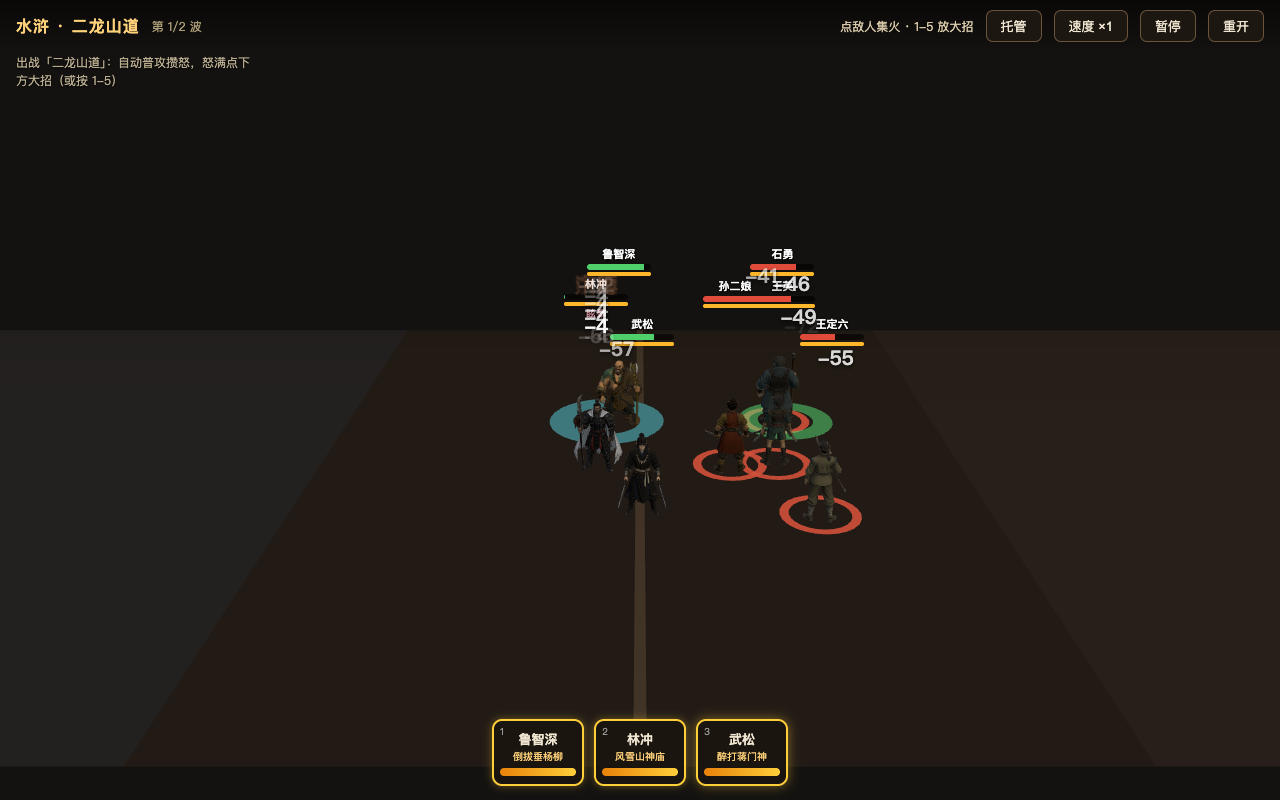 水浒 · 二龙山道 第 1/2 波
点敌人集火 · 1–5 放大招 托管 速度 ×1 暂停 重开
出战「二龙山道」：自动普攻攒怒，怒满点下
方大招（或按 1–5）
鲁智深
石勇
-41
-46
林冲
孙二娘
-4
-49
武松
王定六
-57
-55
1 鲁智深
倒拔垂杨柳
2 林冲
风雪山神庙
3 武松
醉打蒋门神